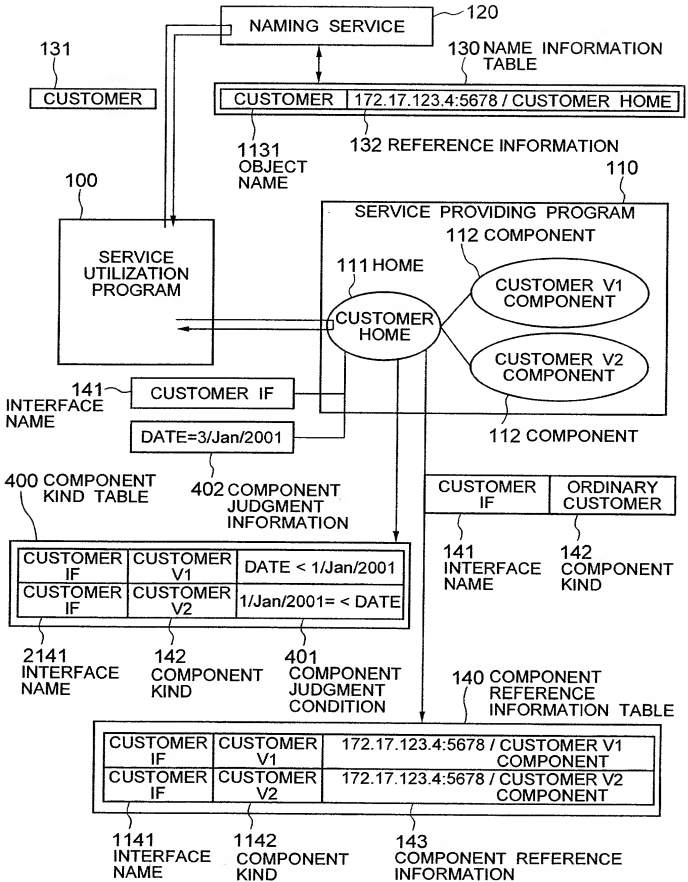 120
NAMING SERVICE
131
CUSTOMER
130 NAME INFORMATION
TABLE
CUSTOMER 172.17.123.4:5678 / CUSTOMER HOME
1131
OBJECT
NAME
132 REFERENCE INFORMATION
100
SERVICE
UTILIZATION
PROGRAM
110
SERVICE PROVIDING PROGRAM
112 COMPONENT
111 HOME
CUSTOMER
HOME
CUSTOMER V1
COMPONENT
CUSTOMER V2
COMPONENT
112 COMPONENT
141
INTERFACE
NAME
CUSTOMER IF
DATE=3/Jan/2001
402 COMPONENT
JUDGMENT
INFORMATION
400 COMPONENT
KIND TABLE
CUSTOMER
IF
ORDINARY
CUSTOMER
141
INTERFACE
NAME
142
COMPONENT
KIND
CUSTOMER
IF
CUSTOMER
V1
DATE < 1/Jan/2001
CUSTOMER
IF
CUSTOMER
V2
1/Jan/2001= < DATE
2141
INTERFACE
NAME
142
COMPONENT
KIND
401
COMPONENT
JUDGMENT
CONDITION
140 COMPONENT
REFERENCE
INFORMATION TABLE
CUSTOMER
IF
CUSTOMER
V1
172.17.123.4:5678 / CUSTOMER V1
COMPONENT
CUSTOMER
IF
CUSTOMER
V2
172.17.123.4:5678 / CUSTOMER V2
COMPONENT
1141
INTERFACE
NAME
1142
COMPONENT
KIND
143
COMPONENT REFERENCE
INFORMATION